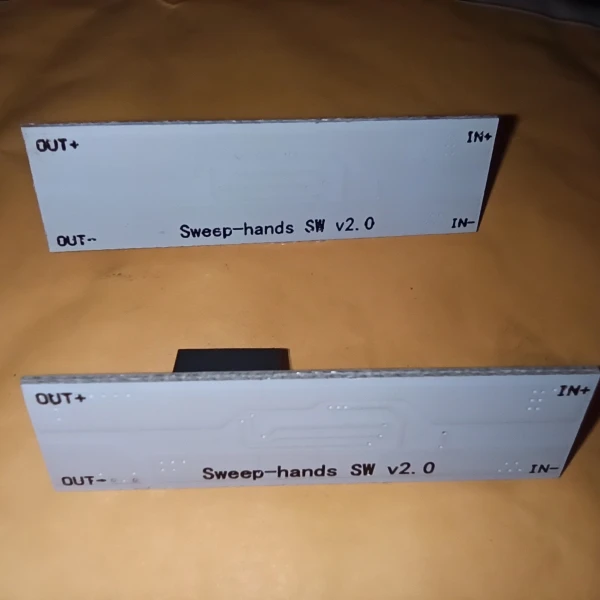 OUT+ IN+
OUT- Sweep-hands SW v2.0 IN-
OUT+ IN+
OUT- Sweep-hands SW v2.0 IN-